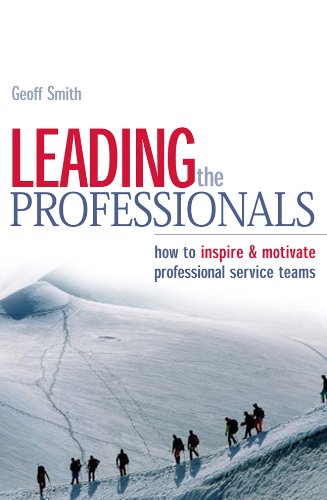 Geoff Smith
LEADING the
PROFESSIONALS
how to inspire & motivate
professional service teams